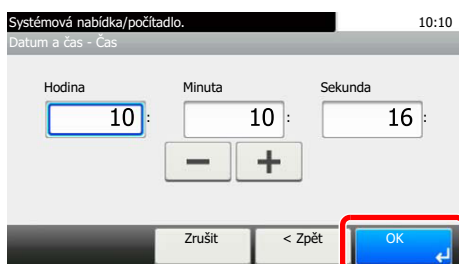 Systémová nabídka/počítadlo. 10:10
Datum a čas - Čas
Hodina Minuta Sekunda
10 : 10 : 16 :
Zrušit < Zpět OK